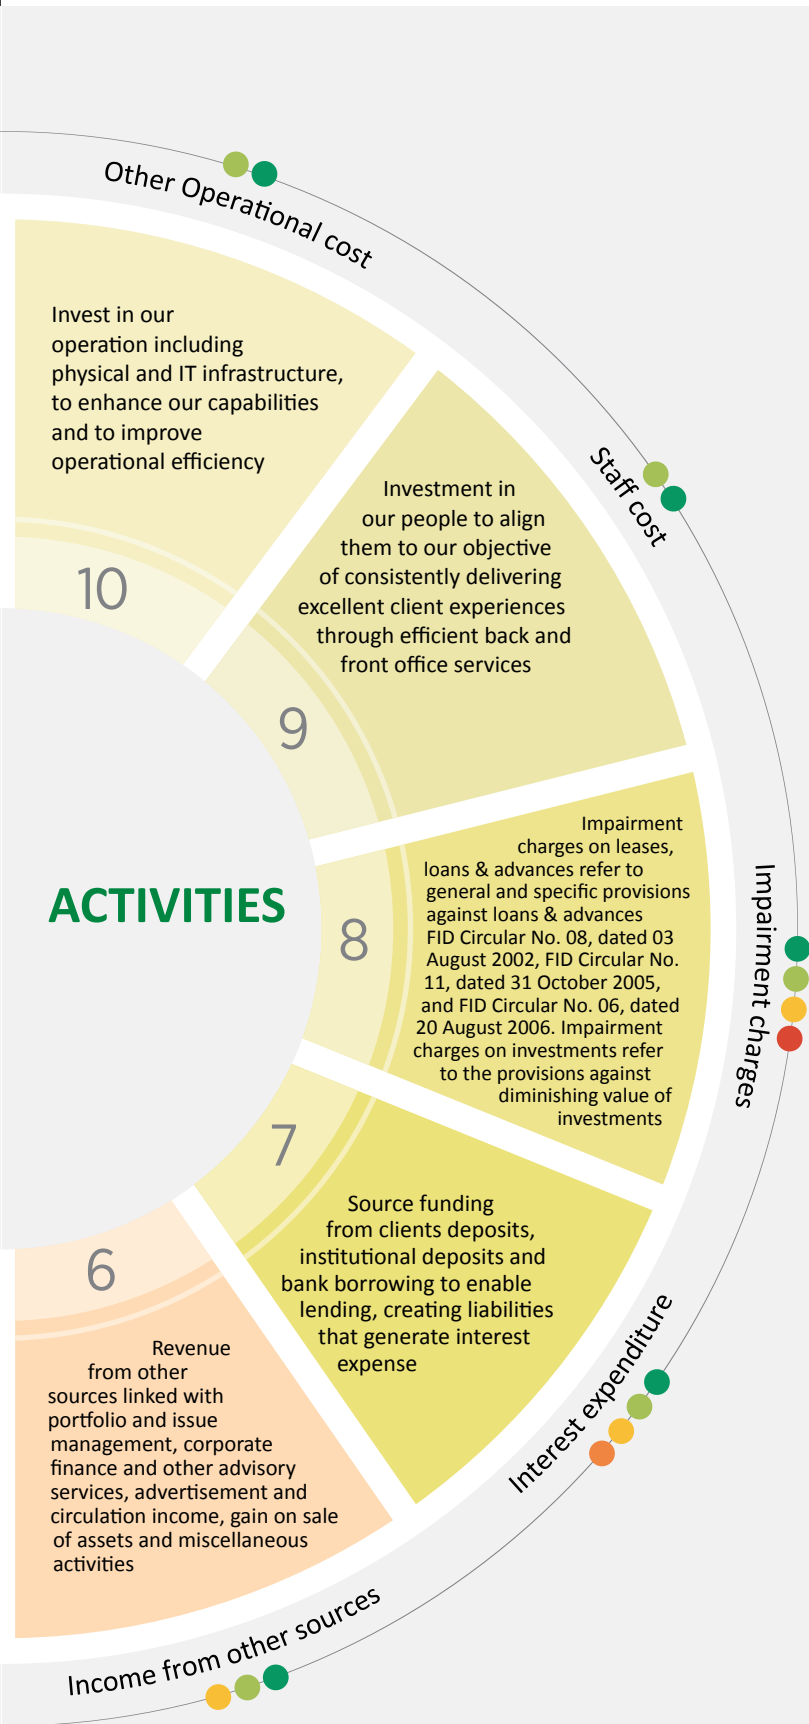 Other Operational cost
Invest in our
operation including
physical and IT infrastructure,
to enhance our capabilities
and to improve
operational efficiency
10
Staff cost
Investment in
our people to align
them to our objective
of consistently delivering
excellent client experiences
through efficient back and
front office services
9
Impairment charges
Impairment
charges on leases,
loans & advances refer to
general and specific provisions
against loans & advances
FID Circular No. 08, dated 03
August 2002, FID Circular No.
11, dated 31 October 2005,
and FID Circular No. 06, dated
20 August 2006. Impairment
charges on investments refer
to the provisions against
diminishing value of
investments
8
ACTIVITIES
7
Source funding
from clients deposits,
institutional deposits and
bank borrowing to enable
lending, creating liabilities
that generate interest
expense
Interest expenditure
6
Revenue
from other
sources linked with
portfolio and issue
management, corporate
finance and other advisory
services, advertisement and
circulation income, gain on sale
of assets and miscellaneous
activities
Income from other sources